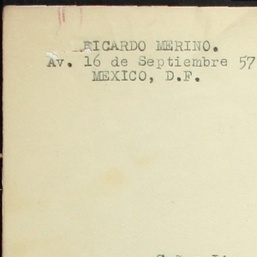 RICARDO MERINO.
Av. 16 de Septiembre 57
MEXICO, D.F.